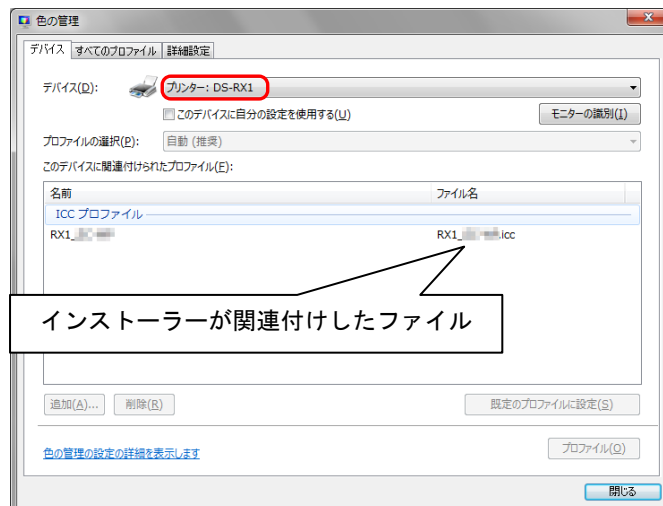 色の管理
デバイス すべてのプロファイル 詳細設定
デバイス(D): プリンター: DS-RX1
このデバイスに自分の設定を使用する(U) モニターの識別(I)
プロファイルの選択(P): 自動 (推奨)
このデバイスに関連付けられたプロファイル(F):
名前 ファイル名
ICC プロファイル
RX1_ RX1_ .icc
インストーラーが関連付けしたファイル
追加(A)... 削除(R) 既定のプロファイルに設定(S)
色の管理の設定の詳細を表示します プロファイル(O)
閉じる